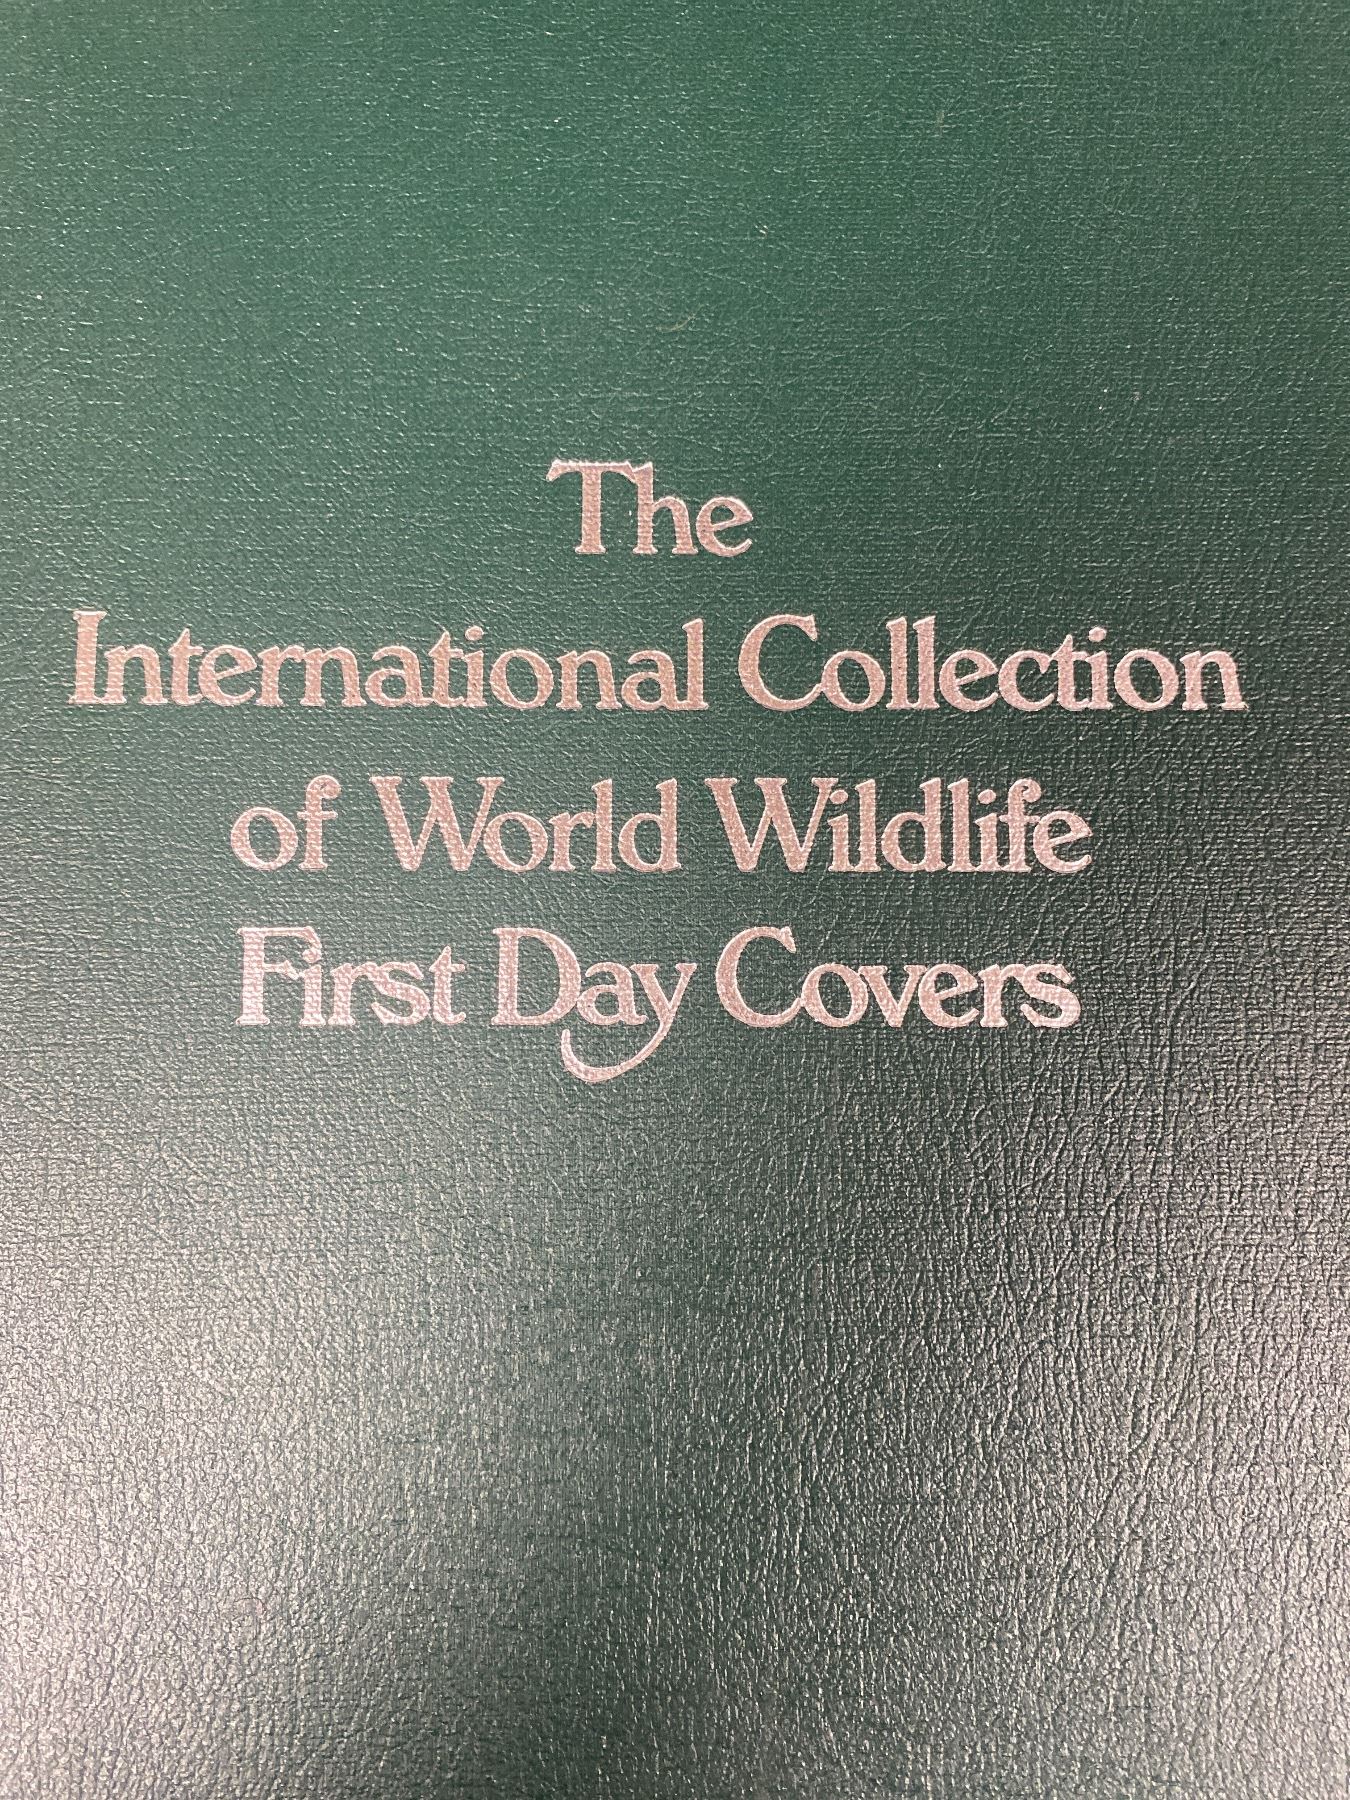 The
International Collection
of World Wildlife
First Day Covers